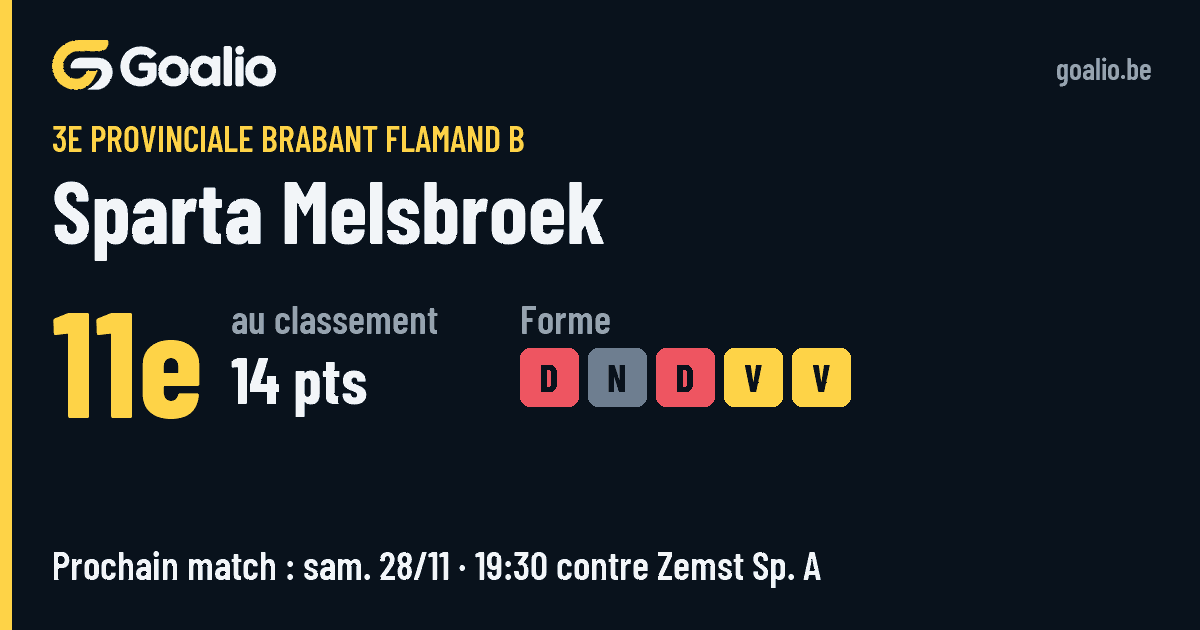 Goalio
goalio.be
3E PROVINCIALE BRABANT FLAMAND B
Sparta Melsbroek
11e
au classement
14 pts
Forme
D N D V V
Prochain match : sam. 28/11 · 19:30 contre Zemst Sp. A